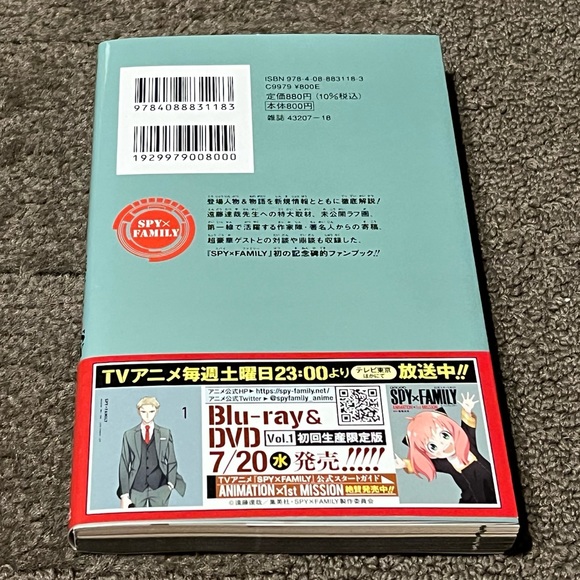 ISBN 978-4-08-883118-3
C9979 ¥800E
定価880円(10%税込)
本体800円
雑誌 43207-18
9784088831183
1929979008000
登場人物&物語を新規情報とともに徹底解説!
遠藤達哉先生への特大取材、未公開ラフ画、
第一線で活躍する作家陣・著名人からの寄稿、
超豪華ゲストとの対談や鼎談も収録した、
『SPY×FAMILY』初の記念碑的ファンブック!!
SPY×
FAMILY
TVアニメ毎週土曜日23:00よりテレビ東京ほかにて放送中!!
アニメ公式HP▶https://spy-family.net/
アニメ公式Twitter▶@spyfamily_anime
SPY×FAMILY
1
Blu-ray&
DVD Vol.1 初回生産限定版
7/20水発売!!!!!
SPY×FAMILY
ANIMATION×1st MISSION
TVアニメ『SPY×FAMILY』公式スタートガイド
『ANIMATION×1st MISSION』絶賛発売中!!
©遠藤達哉/集英社・SPY×FAMILY製作委員会